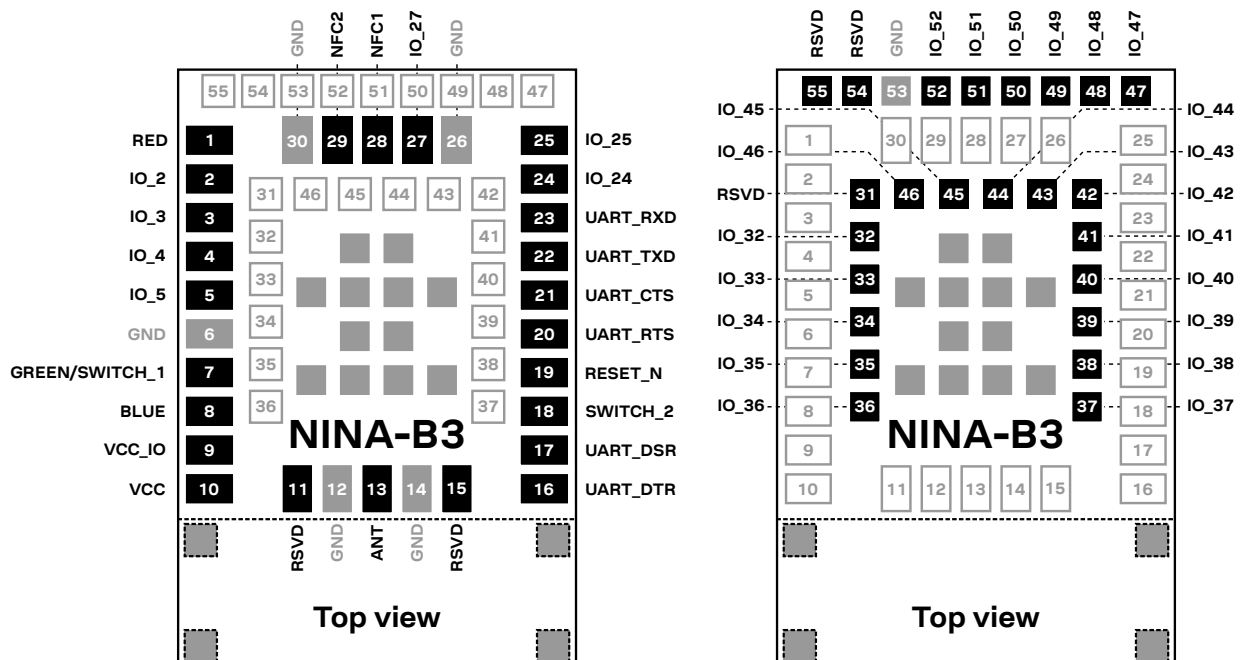 GND NFC2 NFC1 IO_27 GND
55 54 53 52 51 50 49 48 47
30 29 28 27 26
RED 1 25 IO_25
IO_2 2 24 IO_24
31 46 45 44 43 42
IO_3 3 23 UART_RXD
32 41
IO_4 4 22 UART_TXD
33 40
IO_5 5 21 UART_CTS
34 39
GND 6 20 UART_RTS
35 38
GREEN/SWITCH_1 7 19 RESET_N
36 37
BLUE 8 18 SWITCH_2
NINA-B3
VCC_IO 9 17 UART_DSR
VCC 10 11 12 13 14 15 16 UART_DTR
RSVD GND ANT GND RSVD
Top view
RSVD RSVD GND IO_52 IO_51 IO_50 IO_49 IO_48 IO_47
55 54 53 52 51 50 49 48 47
IO_45 IO_44
1 30 29 28 27 26 25
IO_46 IO_43
2 24
RSVD 31 46 45 44 43 42 IO_42
3 23
IO_32 32 41 IO_41
4 22
IO_33 33 40 IO_40
5 21
IO_34 34 39 IO_39
6 20
IO_35 35 38 IO_38
7 19
IO_36 36 37 IO_37
8 18
NINA-B3
9 17
10 11 12 13 14 15 16
Top view